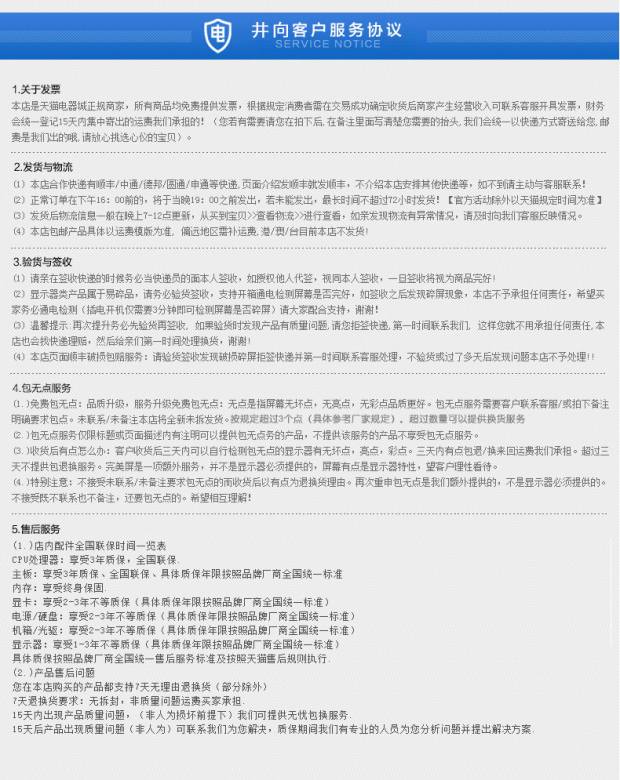 电
井向客户服务协议
SERVICE NOTICE
1.关于发票
本店是天猫电器城正规商家，所有商品均免费提供发票，根据规定消费者需在交易成功确定收货后商家产生经营收入可联系客服开具发票，财务
会统一登记15天内集中寄出的运费我们承担的！（您若有需要请您在拍下后,在备注里面写清楚您需要的抬头,我们会统一以快递方式寄送给您,邮
费是我们出的哦,请放心挑选心仪的宝贝）。
2.发货与物流
(1) 本店合作快递有顺丰/中通/德邦/圆通/申通等快递,页面介绍发顺丰就发顺丰，不介绍本店安排其他快递等，如不到请主动与客服联系！
(2) 正常订单在下午16：00前的，将于当晚19：00之前发出，若未能发出，最长时间不超过72小时发货！【官方活动除外以天猫规定时间为准】
(3) 发货后物流信息一般在晚上7-12点更新，从买到宝贝>>查看物流>>进行查看，如亲发现物流有异常情况，请及时向我们客服反映情况。
(4) 本店包邮产品具体以运费模版为准，偏远地区需补运费,港/奥/台目前本店不发货!
3.验货与签收
(1) 请亲在签收快递的时候务必当快递员的面本人签收，如授权他人代签，视同本人签收，一旦签收将视为商品完好!
(2) 显示器类产品属于易碎品，请务必验货签收，支持开箱通电检测屏幕是否完好，如签收之后发现碎屏现象，本店不予承担任何责任，希望买
家务必通电检测（插电开机仅需要3分钟即可检测屏幕是否碎屏）请大家配合支持，谢谢！
(3) 温馨提示:再次提升务必先验货再签收，如果验货时发现产品有质量问题,请您拒签快递,第一时间联系我们，这样您就不用承担任何责任,本
店也会找快递理赔，然后给亲们第一时间处理换货，谢谢!
(4) 本店页面顺丰破损包赔服务：请验货签收发现破损碎屏拒签快递并第一时间联系客服处理，不验货或过了多天后发现问题本店不予处理!!
4.包无点服务
(1.)免费包无点：品质升级，服务升级免费包无点：无点是指屏幕无坏点，无亮点，无彩点品质更好。包无点服务需要客户联系客服/或拍下备注
明确要求包点。未联系/未备注本店将全新未拆发货。按规定超过3个点（具体参考厂家规定），超过数量可以提供换货服务
(2.)包无点服务仅限标题或页面描述内有注明可以提供包无点务的产品，不提供该服务的产品不享受包无点服务。
(3.)收货后有点怎么办：客户收货后三天内可以自行检测包无点的显示器有无坏点，亮点，彩点。三天内有点包退/换来回运费我们承担。超过三
天不提供包退换服务。完美屏是一项额外服务，并不是显示器必须提供的，屏幕有点是显示器特性，望客户理性看待。
(4.)特别注意：不接受未联系/未备注要求包无点的而收货后以有点为退换货理由。再次重申包无点是我们额外提供的，不是显示器必须提供的。
不接受既不联系也不备注，还要包无点的。希望相互理解！
5.售后服务
(1.)店内配件全国联保时间一览表
CPU处理器：享受3年质保，全国联保.
主板：享受3年质保、全国联保、具体质保年限按照品牌厂商全国统一标准
内存：享受终身保固.
显卡：享受2-3年不等质保（具体质保年限按照品牌厂商全国统一标准）
电源/硬盘：享受2-3年不等质保（具体质保年限按照品牌厂商全国统一标准）
机箱/光驱：享受2-3年不等质保（具体质保年限按照品牌厂商全国统一标准）
显示器：享受1-3年不等质保（具体质保年限按照品牌厂商全国统一标准）
具体质保按照品牌厂商全国统一售后服务标准及按照天猫售后规则执行.
(2.)产品售后问题
您在本店购买的产品都支持7天无理由退换货（部分除外）
7天退换货要求：无拆封，非质量问题运费买家承担.
15天内出现产品质量问题，（非人为损坏前提下）我们可提供无忧包换服务.
15天后产品出现质量问题（非人为）可联系我们为您解决，质保期间我们有专业的人员为您分析问题并提出解决方案.